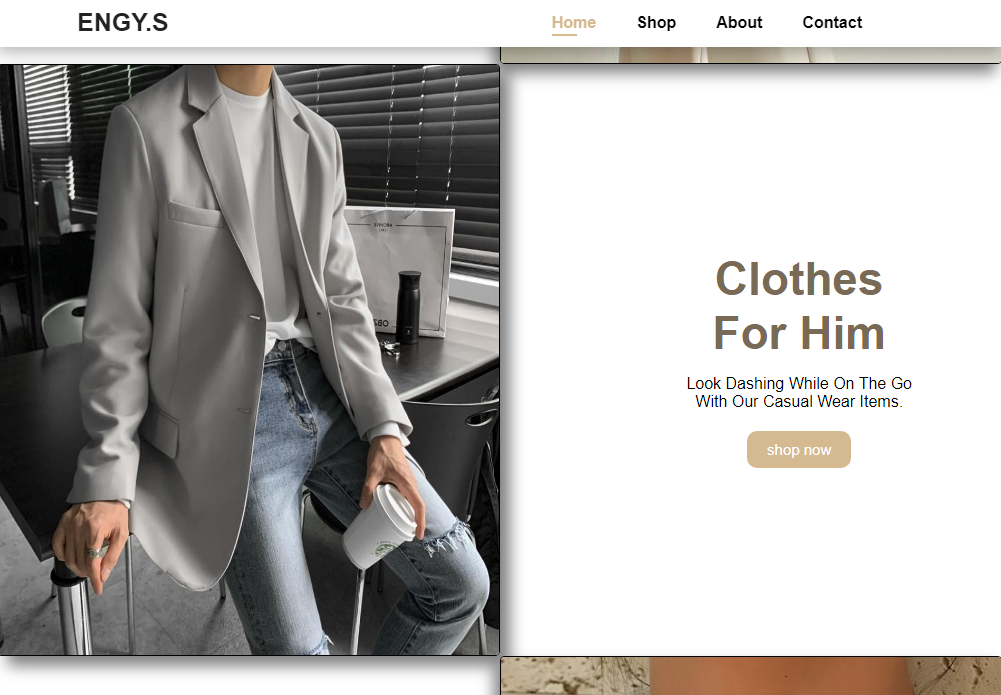 ENGY.S
Home Shop About Contact
ARCHIVE
Clothes
For Him
Look Dashing While On The Go
With Our Casual Wear Items.
shop now